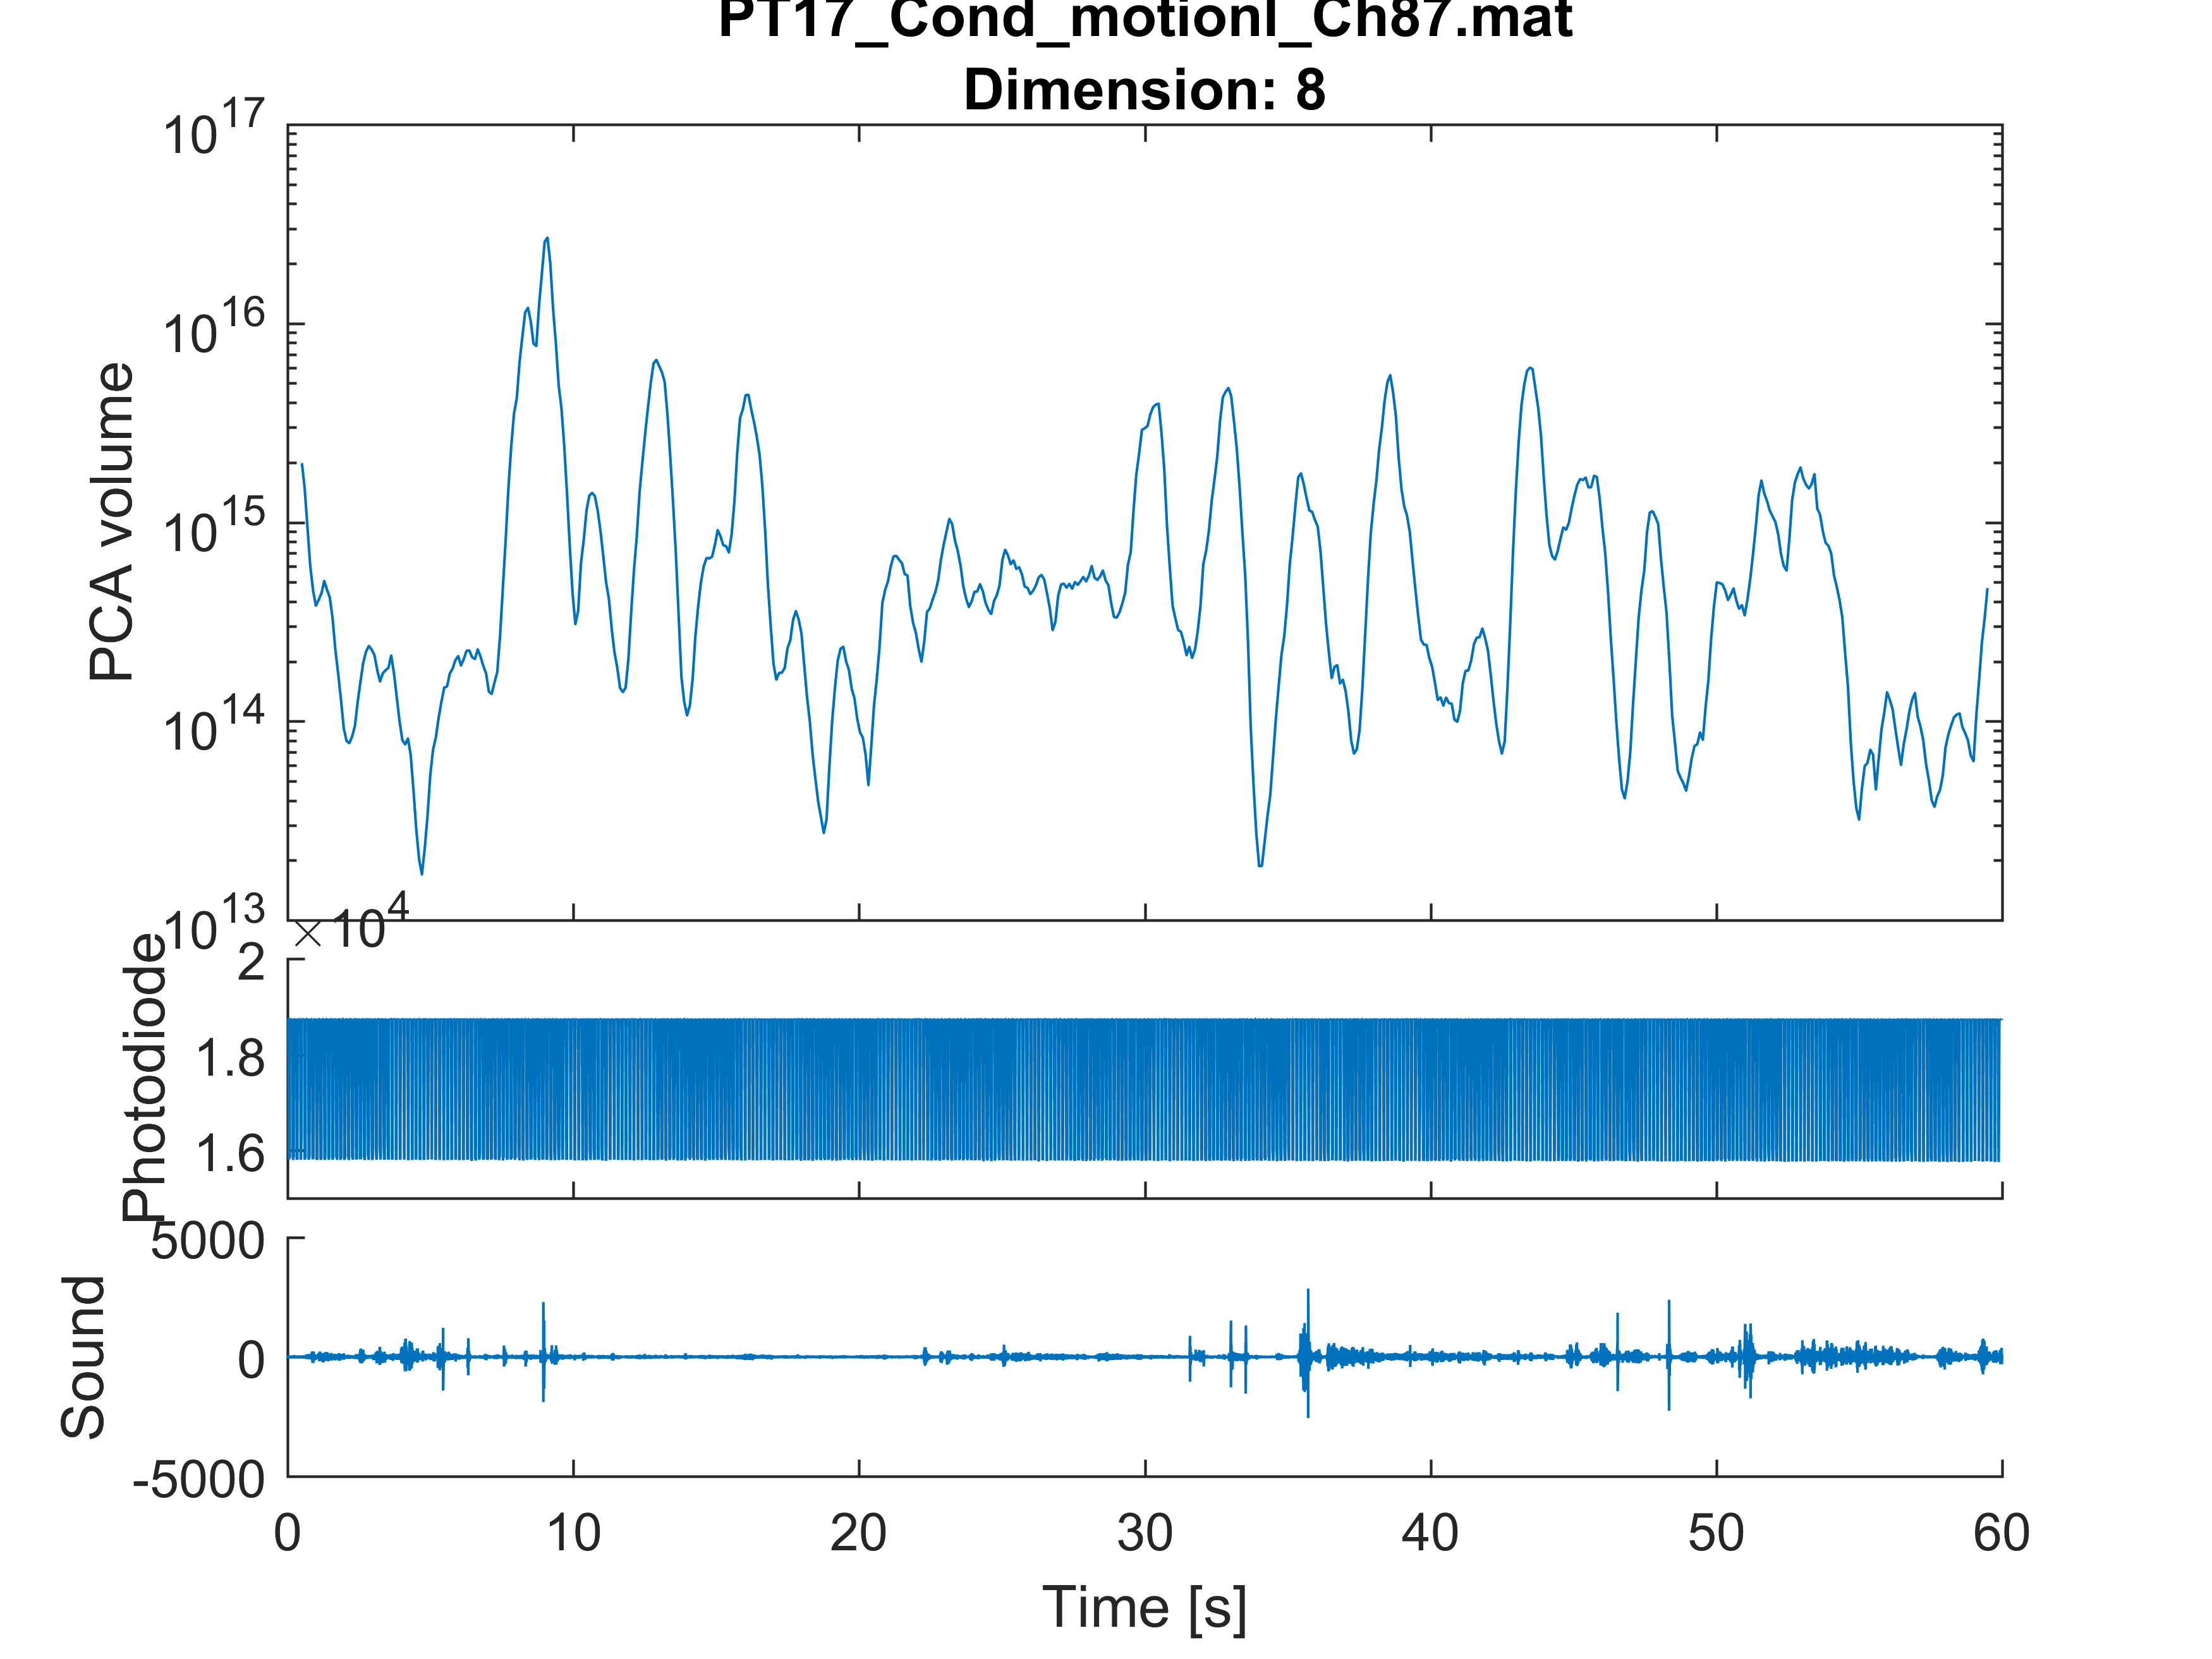 PT17_Cond_motionI_Ch87.mat
Dimension: 8
PCA volume
10^17
10^16
10^15
10^14
10^13
× 10^4
Photodiode
2
1.8
1.6
Sound
5000
0
-5000
0 10 20 30 40 50 60
Time [s]